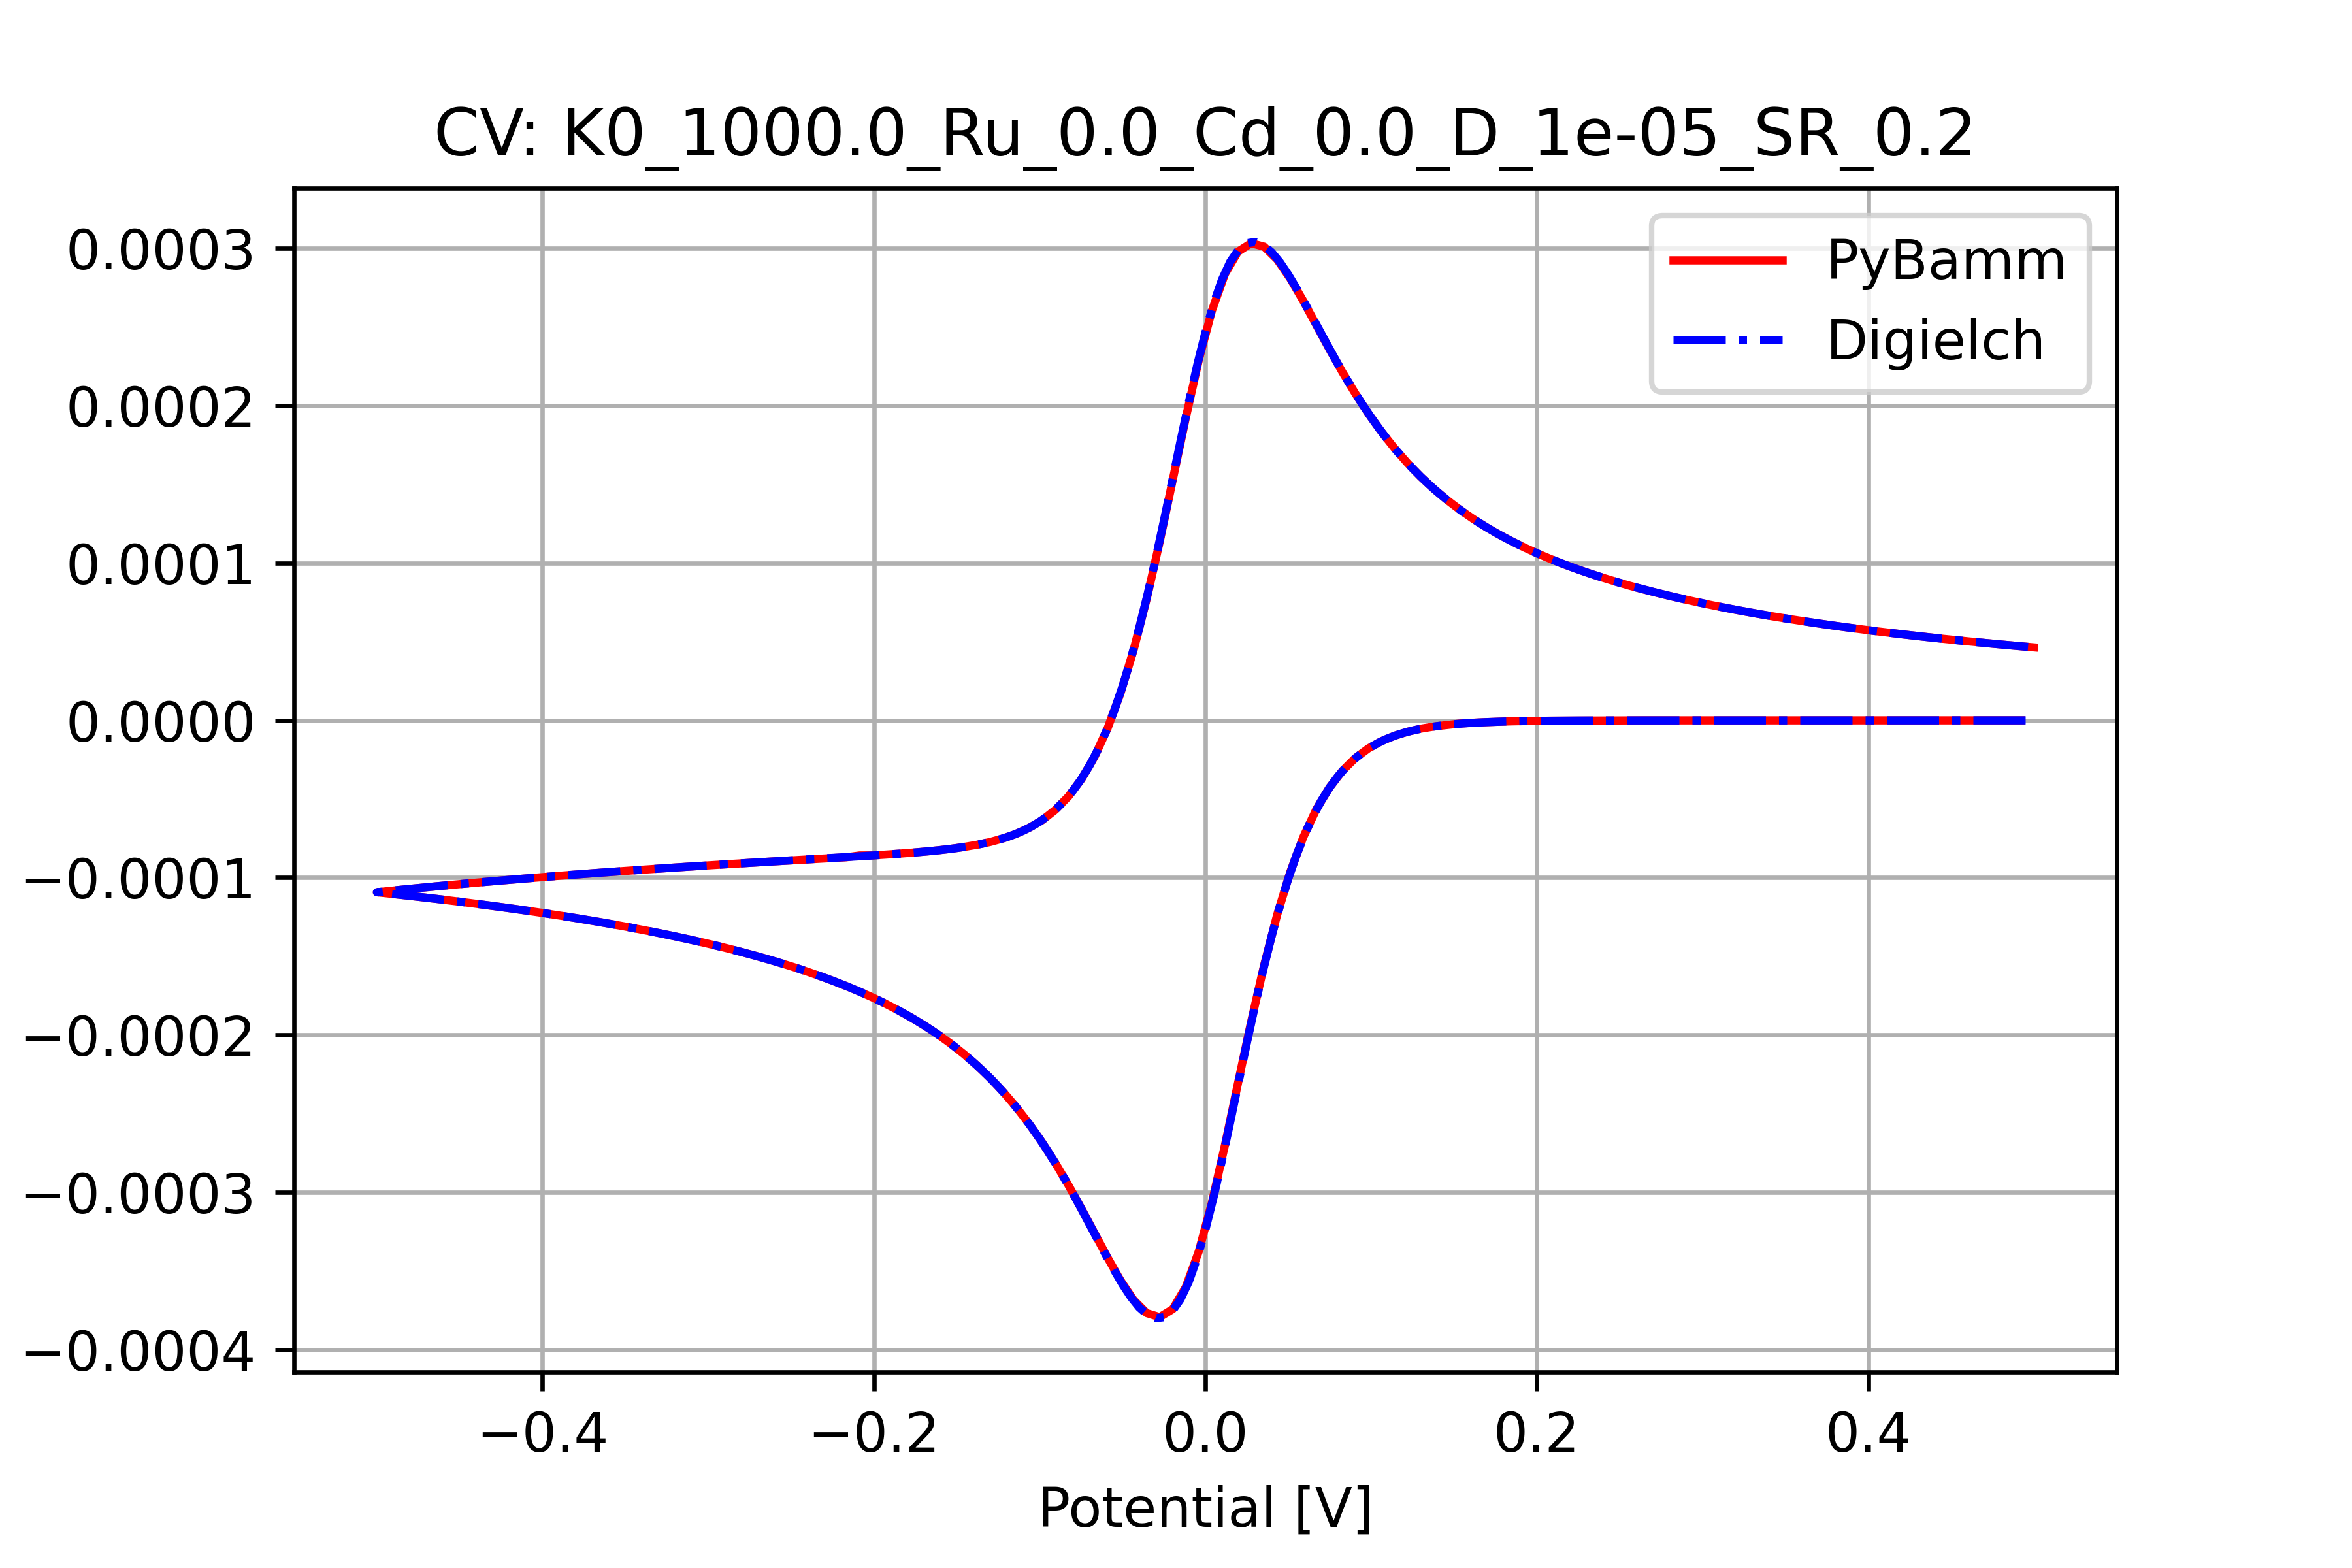 CV: K0_1000.0_Ru_0.0_Cd_0.0_D_1e-05_SR_0.2
PyBamm
Digielch
0.0003
0.0002
0.0001
0.0000
−0.0001
−0.0002
−0.0003
−0.0004
−0.4 −0.2 0.0 0.2 0.4
Potential [V]